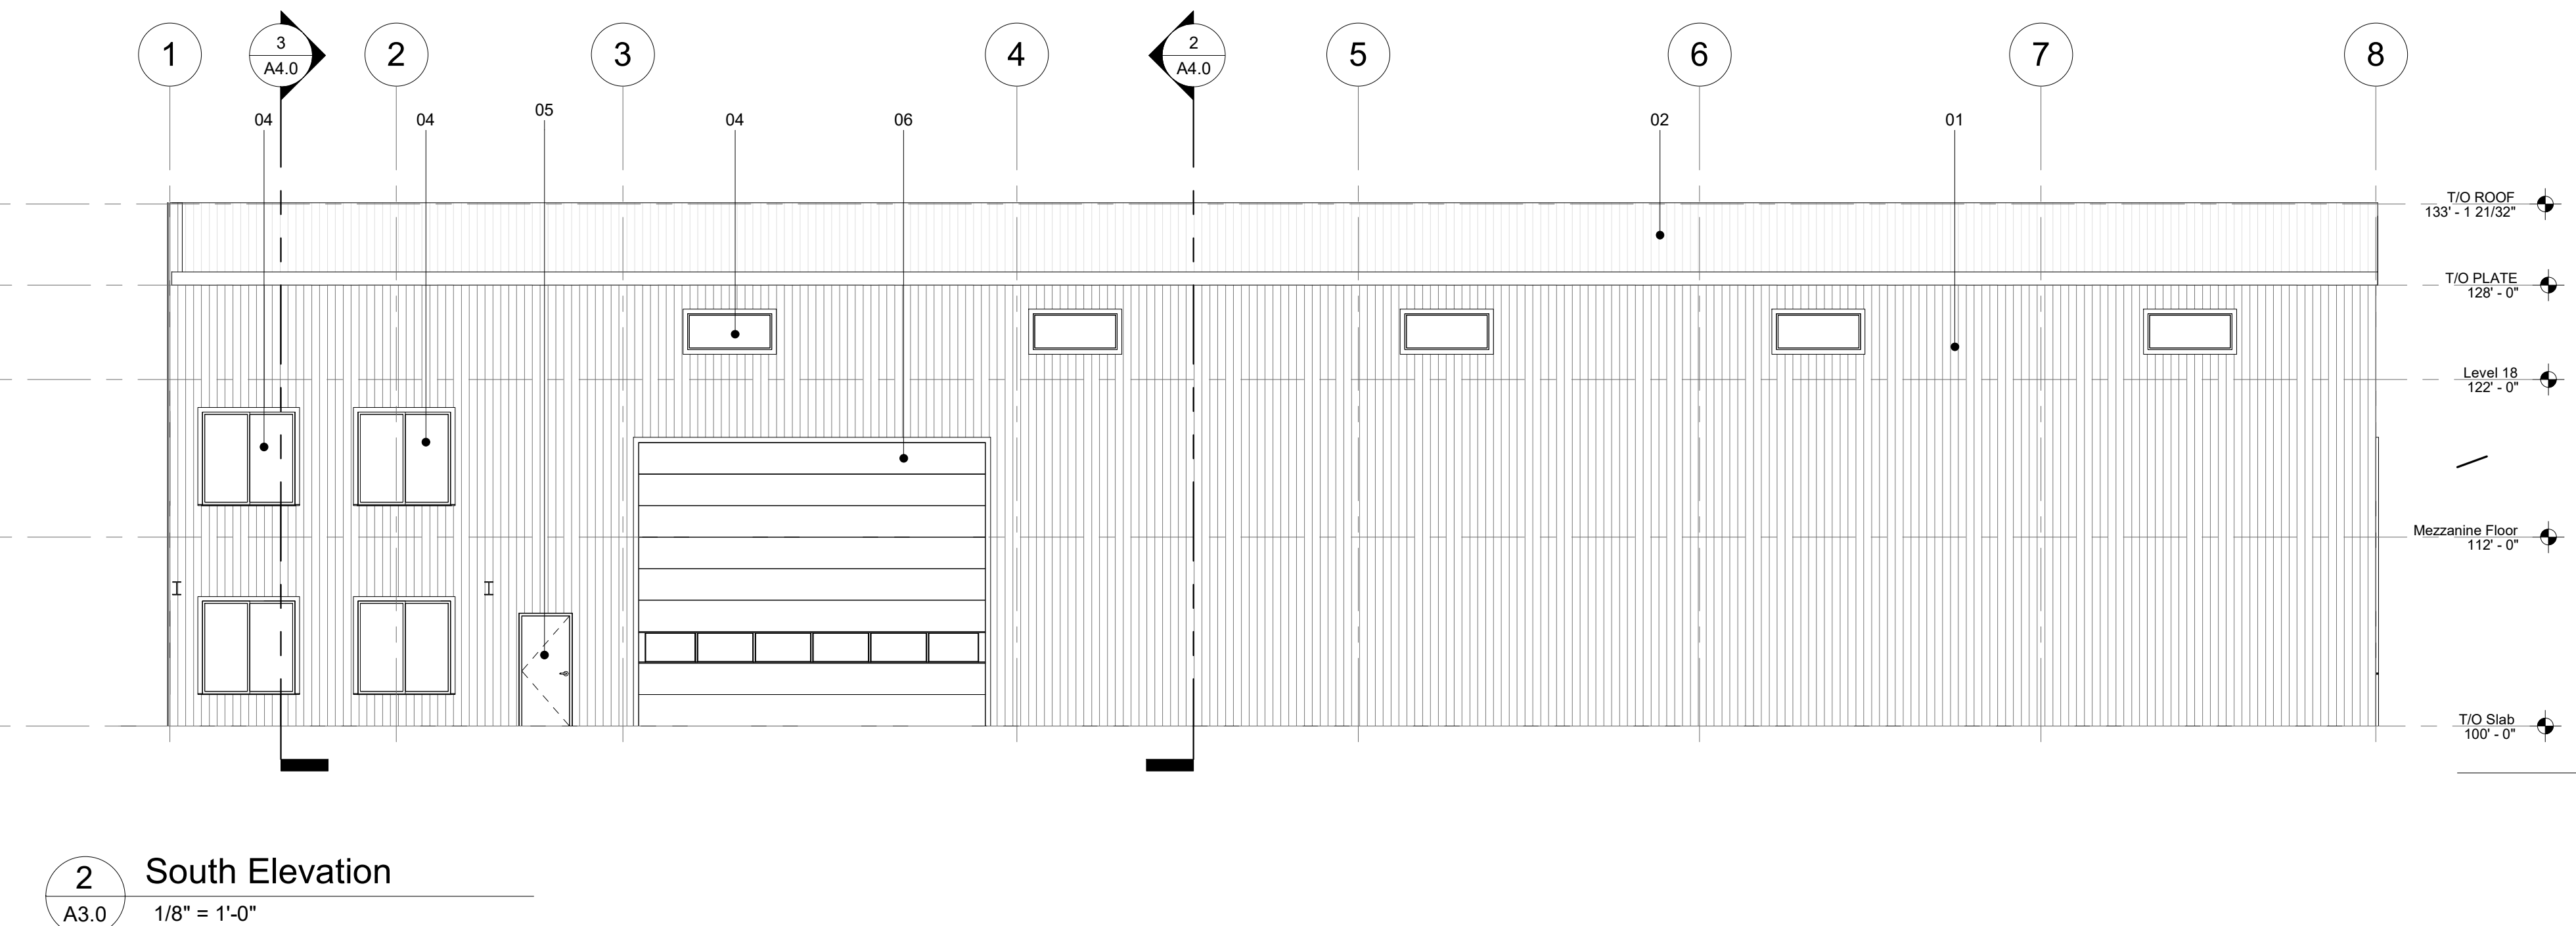 1
3
A4.0
2
3
4
2
A4.0
5
6
7
8
04
04
05
04
06
02
01
T/O ROOF
133' - 1 21/32"
T/O PLATE
128' - 0"
Level 18
122' - 0"
Mezzanine Floor
112' - 0"
T/O Slab
100' - 0"
2
South Elevation
A3.0
1/8" = 1'-0"